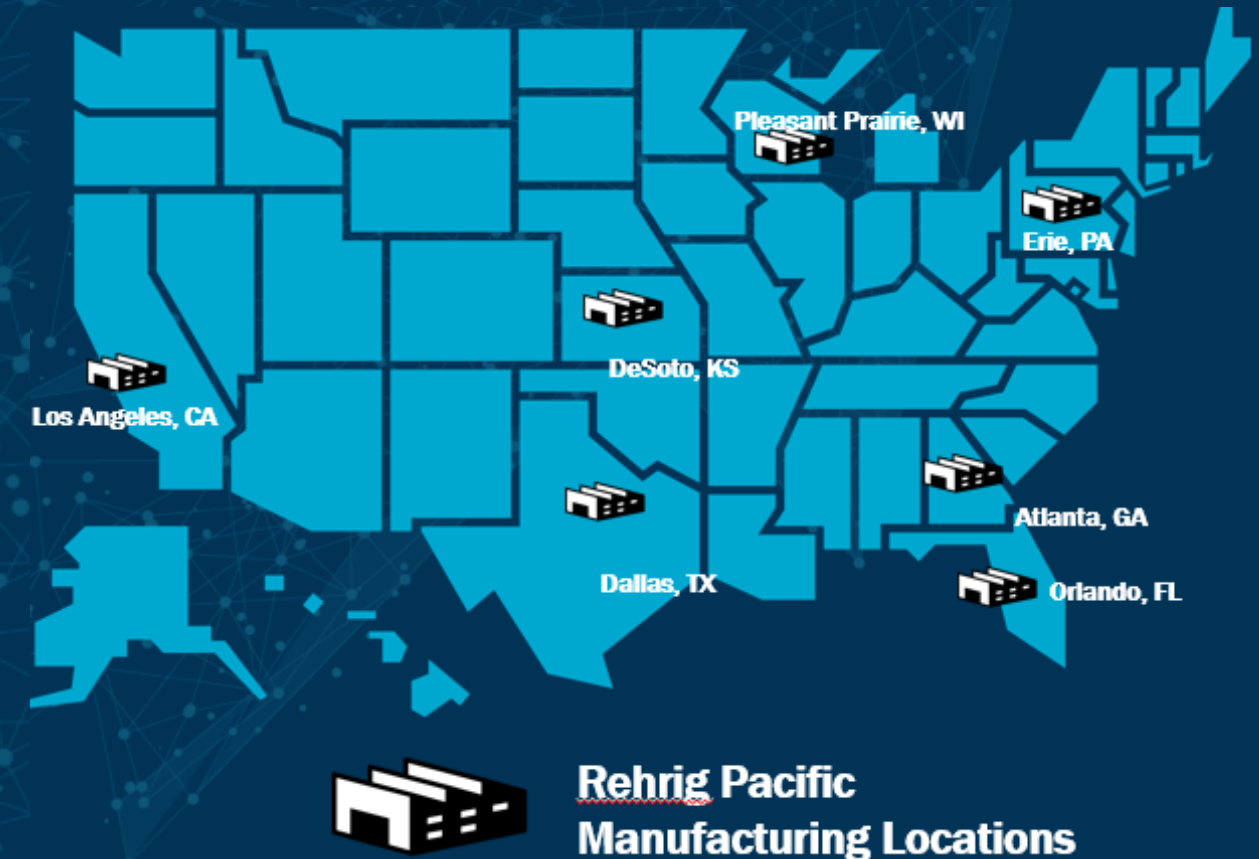 Pleasant Prairie, WI
Erie, PA
DeSoto, KS
Los Angeles, CA
Atlanta, GA
Dallas, TX
Orlando, FL
Rehrig Pacific
Manufacturing Locations